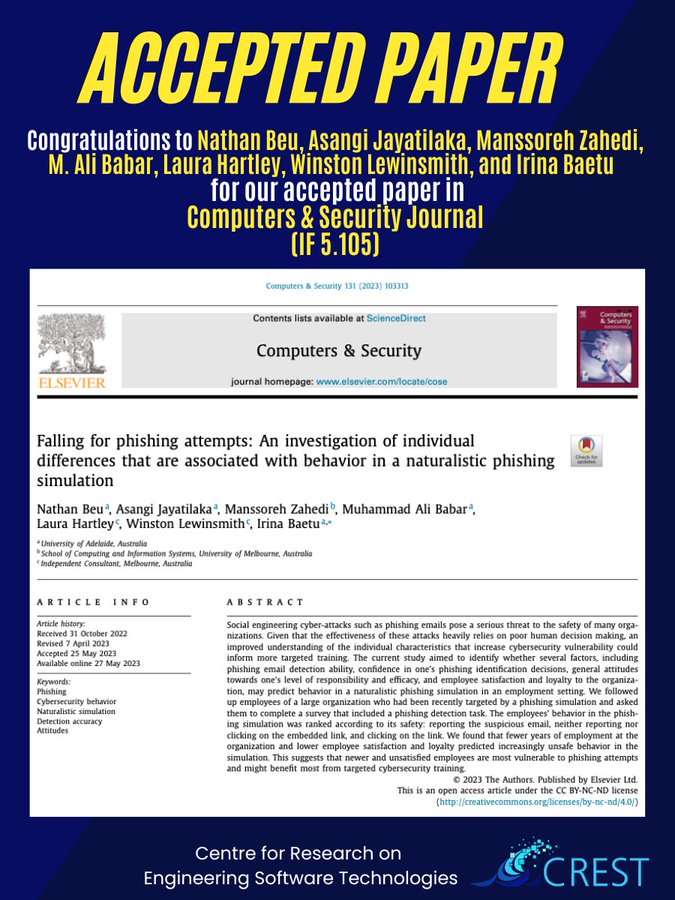 ACCEPTED PAPER
Congratulations to Nathan Beu, Asangi Jayatilaka, Manssoreh Zahedi,
M. Ali Babar, Laura Hartley, Winston Lewinsmith, and Irina Baetu
for our accepted paper in
Computers & Security Journal
(IF 5.105)
Computers & Security 131 (2023) 103313
Contents lists available at ScienceDirect
Computers & Security
journal homepage: www.elsevier.com/locate/cose
ELSEVIER
Computers
& Security
Falling for phishing attempts: An investigation of individual
differences that are associated with behavior in a naturalistic phishing
simulation
Check for
updates
Nathan Beu a, Asangi Jayatilaka a, Manssoreh Zahedi b, Muhammad Ali Babar a,
Laura Hartley c, Winston Lewinsmith c, Irina Baetu a,*
a University of Adelaide, Australia
b School of Computing and Information Systems, University of Melbourne, Australia
c Independent Consultant, Melbourne, Australia
ARTICLE INFO
Article history:
Received 31 October 2022
Revised 7 April 2023
Accepted 25 May 2023
Available online 27 May 2023
Keywords:
Phishing
Cybersecurity behavior
Naturalistic simulation
Detection accuracy
Attitudes
ABSTRACT
Social engineering cyber-attacks such as phishing emails pose a serious threat to the safety of many orga-
nizations. Given that the effectiveness of these attacks heavily relies on poor human decision making, an
improved understanding of the individual characteristics that increase cybersecurity vulnerability could
inform more targeted training. The current study aimed to identify whether several factors, including
phishing email detection ability, confidence in one's phishing identification decisions, general attitudes
towards one's level of responsibility and efficacy, and employee satisfaction and loyalty to the organiza-
tion, may predict behavior in a naturalistic phishing simulation in an employment setting. We followed
up employees of a large organization who had been recently targeted by a phishing simulation and asked
them to complete a survey that included a phishing detection task. The employees' behavior in the phish-
ing simulation was ranked according to its safety: reporting the suspicious email, neither reporting nor
clicking on the embedded link, and clicking on the link. We found that fewer years of employment at the
organization and lower employee satisfaction and loyalty predicted increasingly unsafe behavior in the
simulation. This suggests that newer and unsatisfied employees are most vulnerable to phishing attempts
and might benefit most from targeted cybersecurity training.
© 2023 The Authors. Published by Elsevier Ltd.
This is an open access article under the CC BY-NC-ND license
(http://creativecommons.org/licenses/by-nc-nd/4.0/)
Centre for Research on
Engineering Software Technologies
CREST